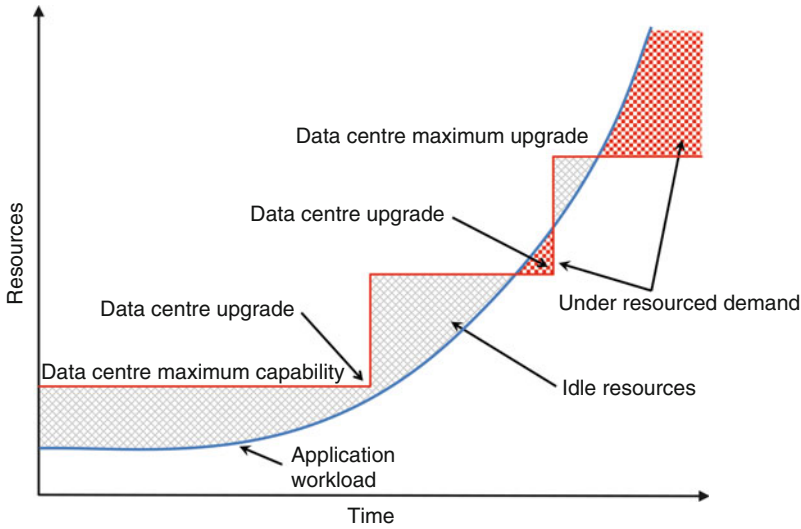 Data centre maximum upgrade
Data centre upgrade
Under resourced demand
Data centre upgrade
Data centre maximum capability
Idle resources
Application
workload
Resources
Time